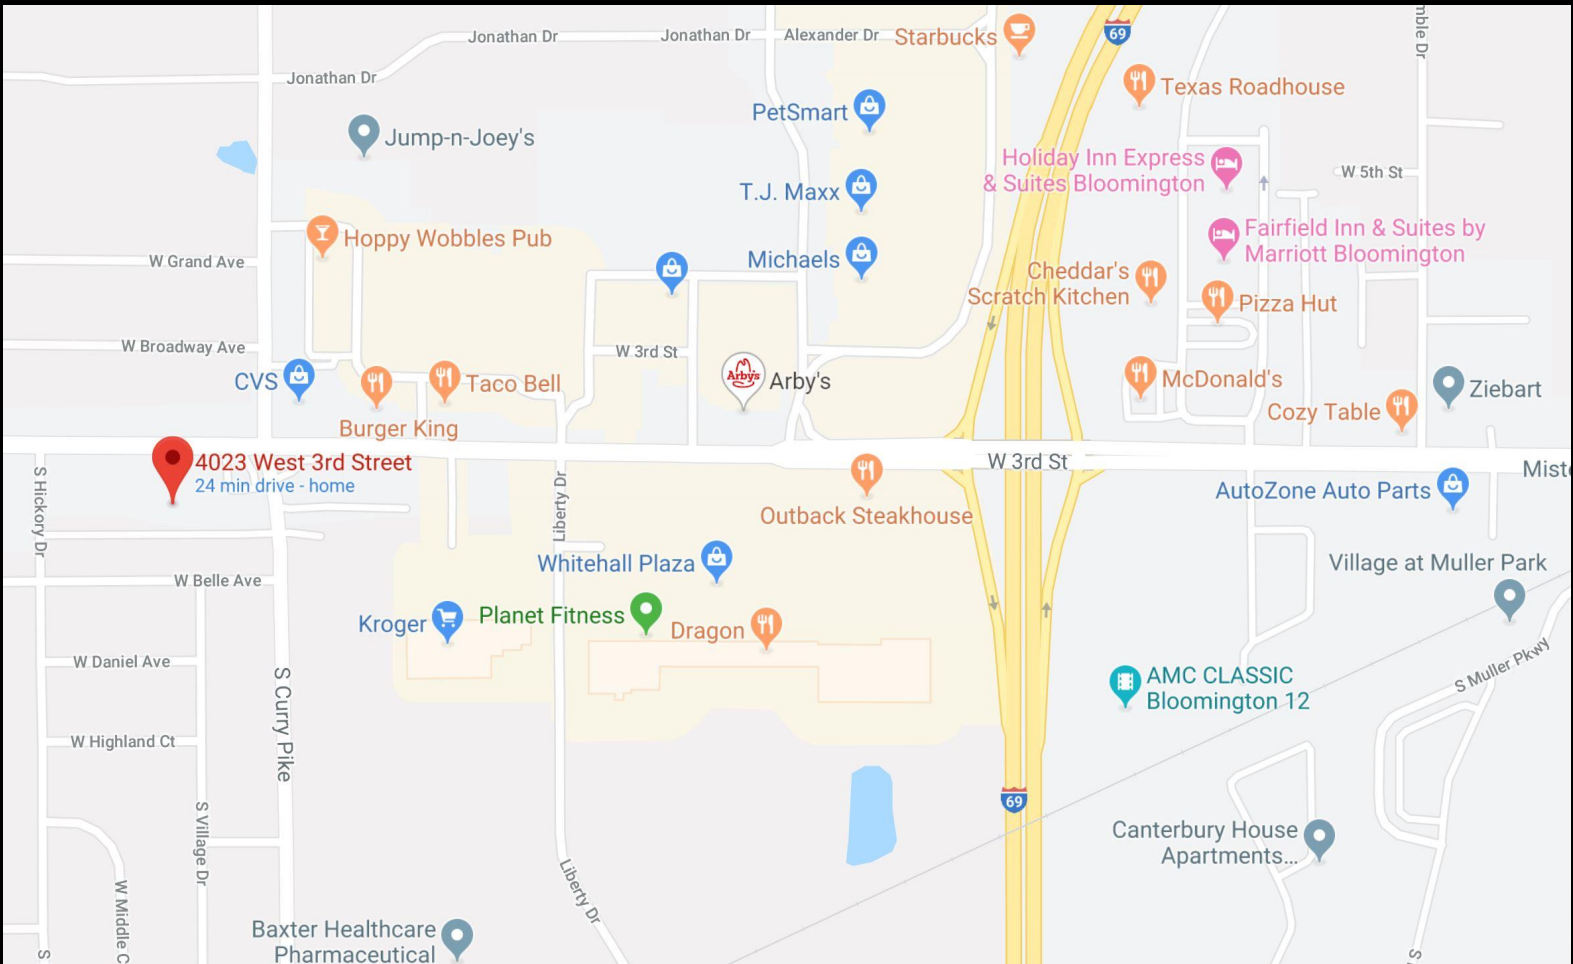 Jonathan Dr
Jonathan Dr
Alexander Dr
Starbucks
69
mble Dr
Jonathan Dr
Texas Roadhouse
PetSmart
Jump-n-Joey's
Holiday Inn Express
& Suites Bloomington
W 5th St
T.J. Maxx
Hoppy Wobbles Pub
Fairfield Inn & Suites by
Marriott Bloomington
W Grand Ave
Michaels
Cheddar's
Scratch Kitchen
Pizza Hut
W Broadway Ave
W 3rd St
CVS
Taco Bell
Arby's
Arby's
McDonald's
Ziebart
Cozy Table
Burger King
4023 West 3rd Street
24 min drive - home
W 3rd St
Miste
AutoZone Auto Parts
S Hickory Dr
Liberty Dr
Outback Steakhouse
Whitehall Plaza
Village at Muller Park
W Belle Ave
Kroger
Planet Fitness
Dragon
W Daniel Ave
S Curry Pike
AMC CLASSIC
Bloomington 12
S Muller Pkwy
W Highland Ct
69
S Village Dr
Canterbury House
Apartments...
Liberty Dr
W Middle C
Baxter Healthcare
Pharmaceutical
S
S